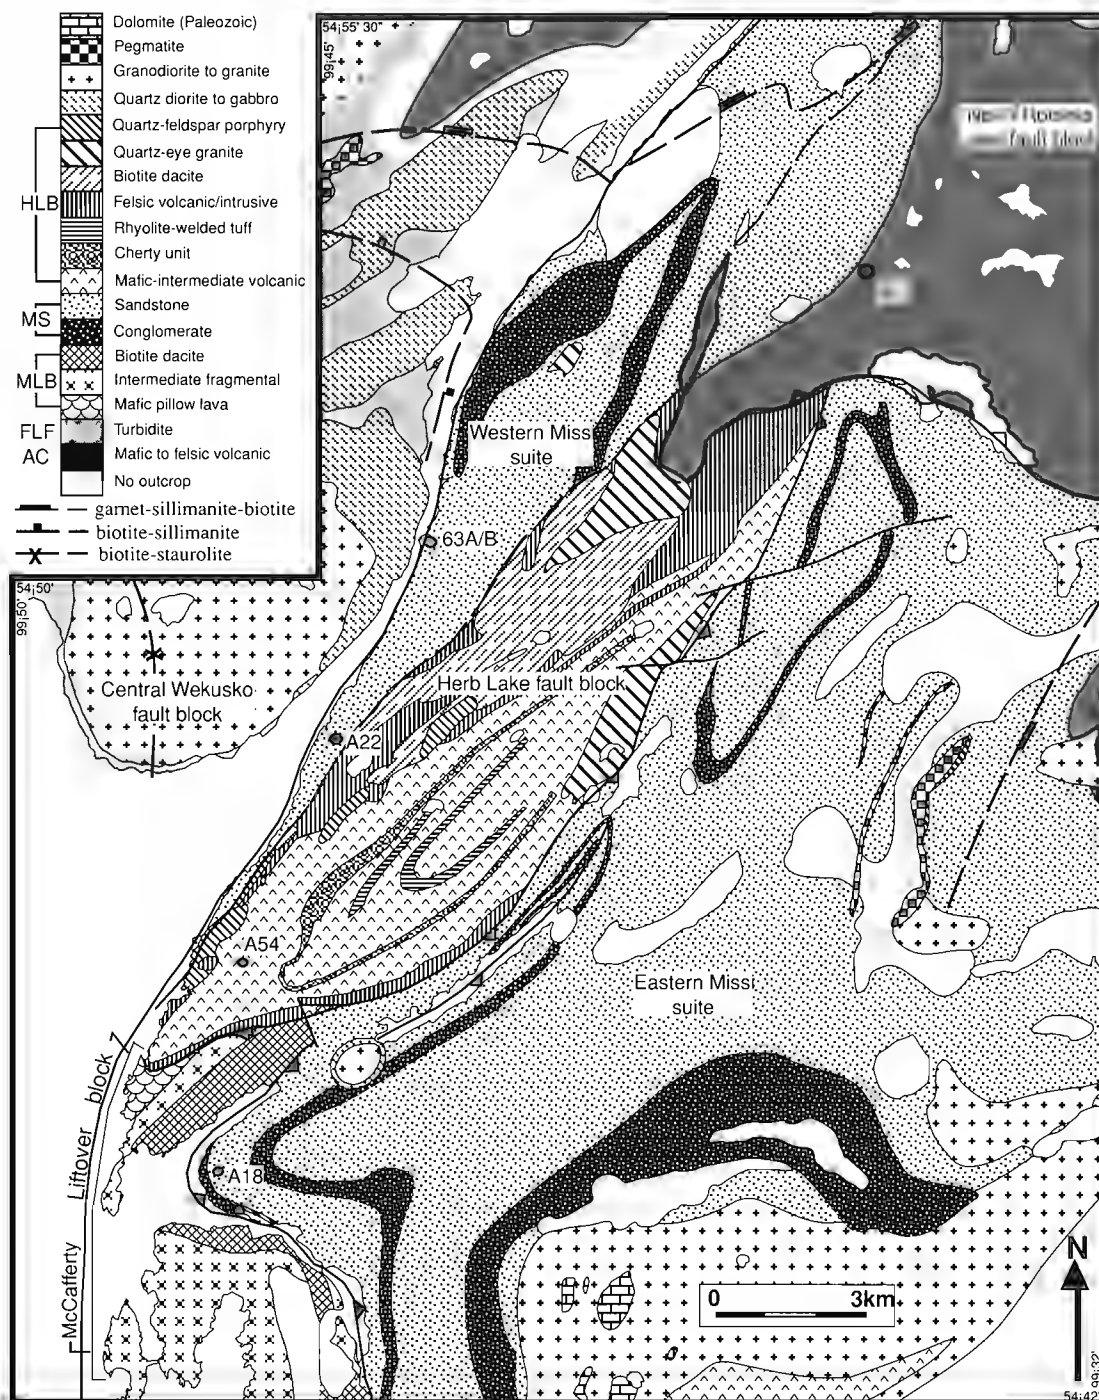 Dolomite (Paleozoic)
Pegmatite
Granodiorite to granite
Quartz diorite to gabbro
Quartz-feldspar porphyry
Quartz-eye granite
Biotite dacite
HLB
Felsic volcanic/intrusive
Rhyolite-welded tuff
Cherty unit
Mafic-intermediate volcanic
MS
Sandstone
Conglomerate
Biotite dacite
MLB
Intermediate fragmental
Mafic pillow lava
FLF
Turbidite
AC
Mafic to felsic volcanic
No outcrop
garnet-sillimanite-biotite
biotite-sillimanite
biotite-staurolite
54¡55' 30"
99¡45'
fault block
Western Miss
suite
63A/B
54¡50'
99¡50'
Central Wekusko
fault block
Herb Lake fault block
A22
A54
Eastern Missi
suite
Liftover block
A18
McCafferty
N
0 3km
99¡32'
54¡42